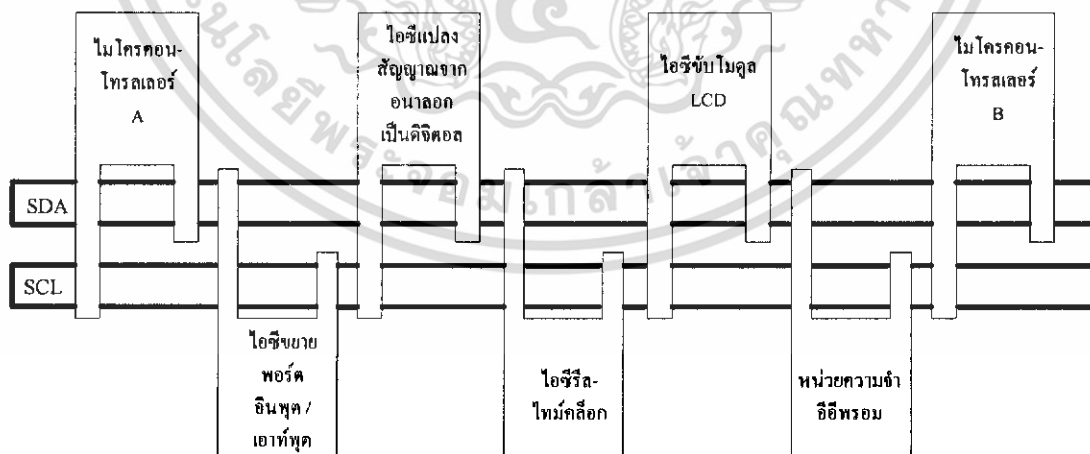 ไมโครคอน-
โทรลเลอร์
A
ไอซีแปลง
สัญญาณจาก
อนาลอก
เป็นดิจิตอล
ไอซีขับโมดูล
LCD
ไมโครคอน-
โทรลเลอร์
B
SDA
SCL
ไอซีขยาย
พอร์ต
อินพุต /
เอาท์พุต
ไอซีรีล-
ไทม์คล็อก
หน่วยความจำ
อีอีพรอม